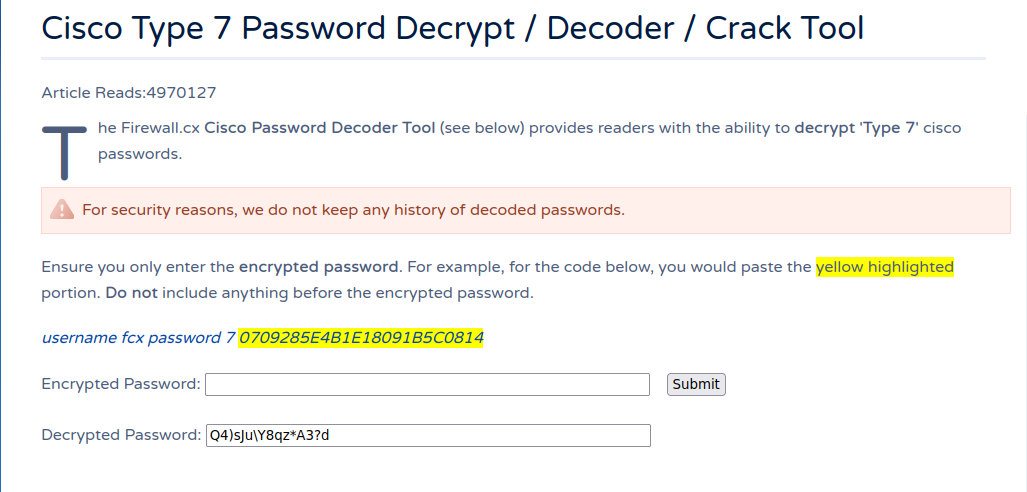 Cisco Type 7 Password Decrypt / Decoder / Crack Tool
Article Reads:4970127
The Firewall.cx Cisco Password Decoder Tool (see below) provides readers with the ability to decrypt 'Type 7' cisco
passwords.
For security reasons, we do not keep any history of decoded passwords.
Ensure you only enter the encrypted password. For example, for the code below, you would paste the yellow highlighted
portion. Do not include anything before the encrypted password.
username fcx password 7 0709285E4B1E18091B5C0814
Encrypted Password: Submit
Decrypted Password: Q4)sJu\Y8qz*A3?d